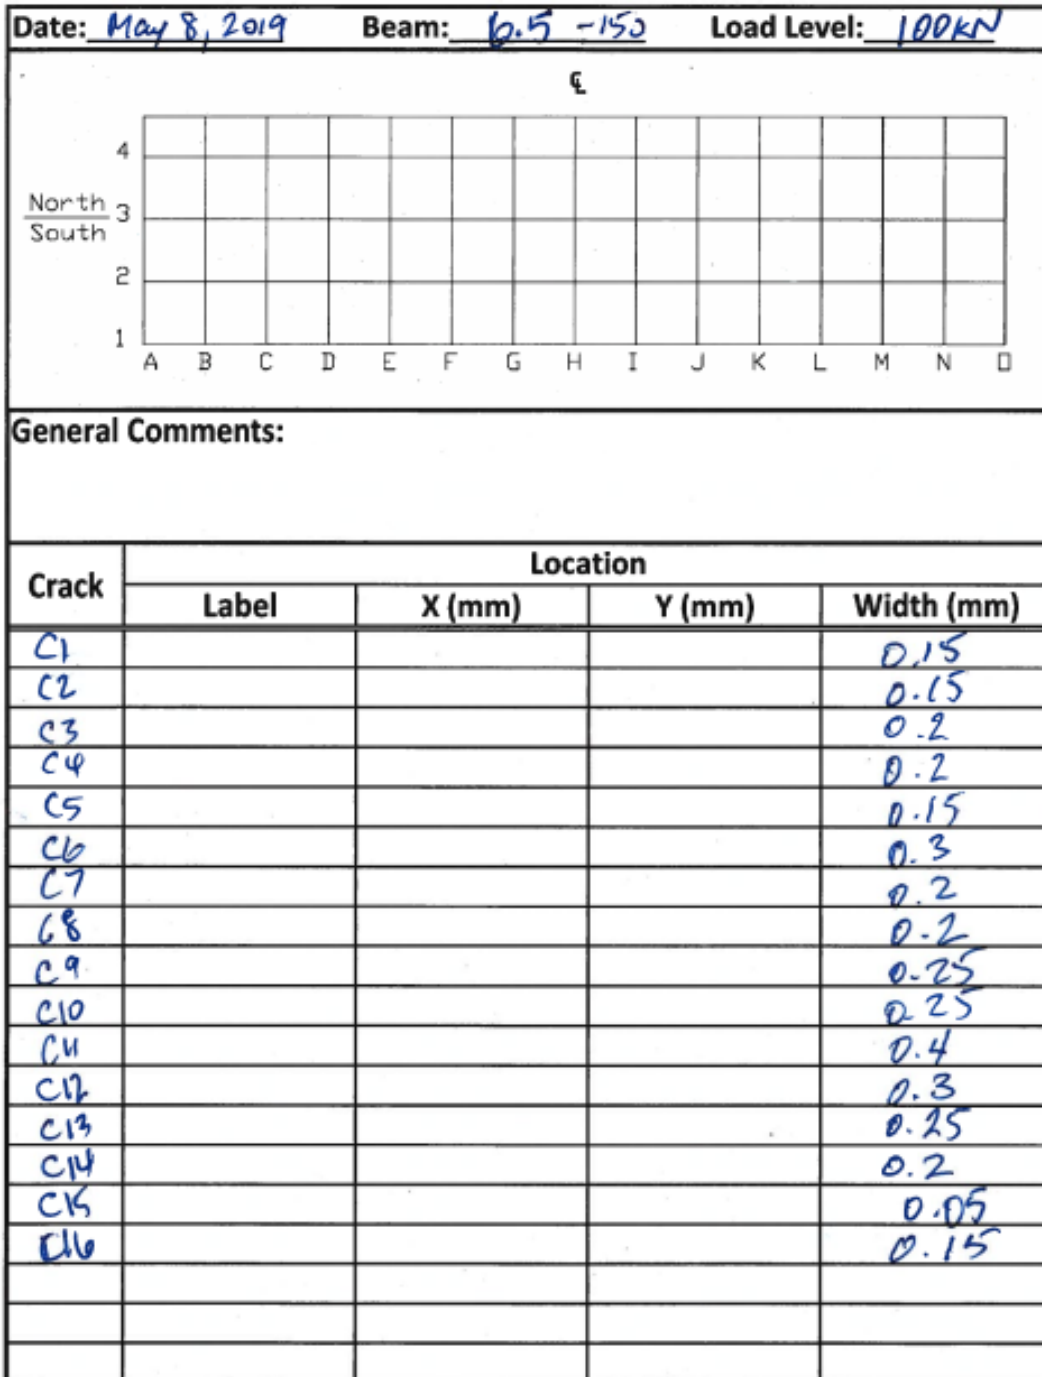 Date: May 8, 2019 Beam: 6.5 -150 Load Level: 100KN
℄
4
North 3
South
2
1
A B C D E F G H I J K L M N O
General Comments:
Crack Location
Label X (mm) Y (mm) Width (mm)
C1 0.15
C2 0.15
C3 0.2
C4 0.2
C5 0.15
C6 0.3
C7 0.2
C8 0.2
C9 0.25
C10 0.25
C11 0.4
C12 0.3
C13 0.25
C14 0.2
C15 0.05
C16 0.15